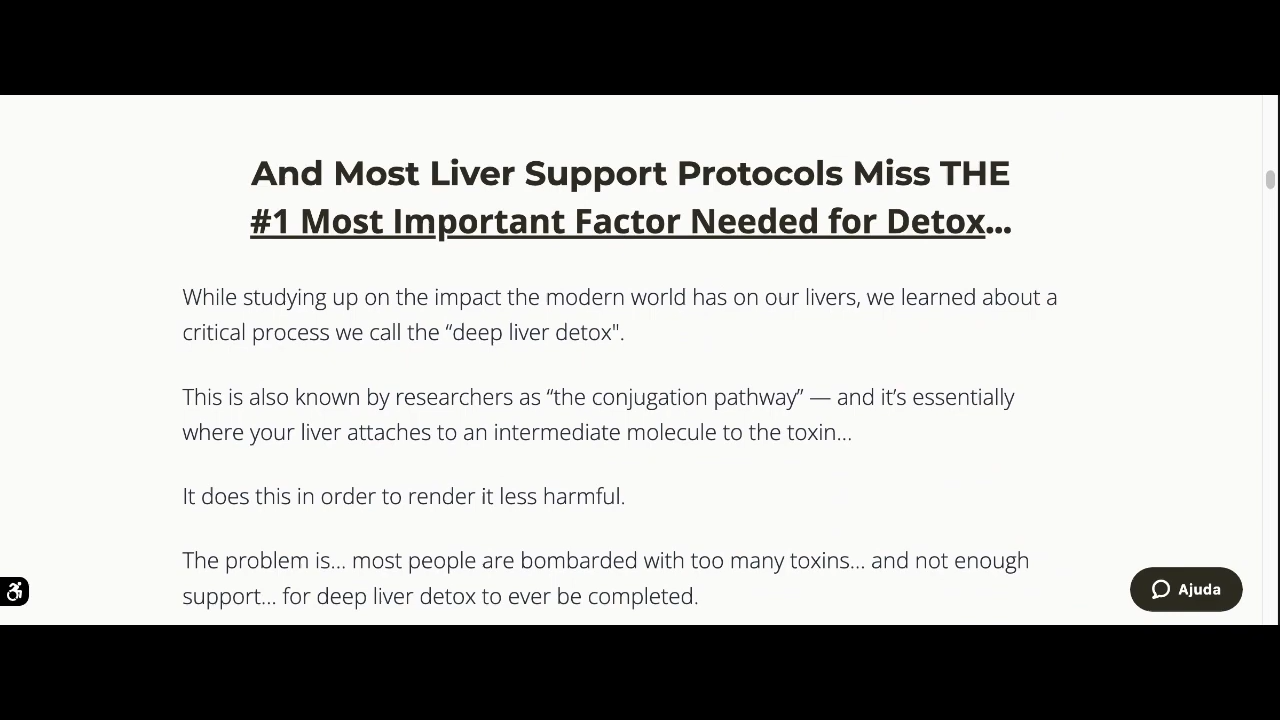 And Most Liver Support Protocols Miss THE
#1 Most Important Factor Needed for Detox...
While studying up on the impact the modern world has on our livers, we learned about a
critical process we call the “deep liver detox".
This is also known by researchers as “the conjugation pathway” — and it’s essentially
where your liver attaches to an intermediate molecule to the toxin...
It does this in order to render it less harmful.
The problem is... most people are bombarded with too many toxins... and not enough
support... for deep liver detox to ever be completed.
Ajuda